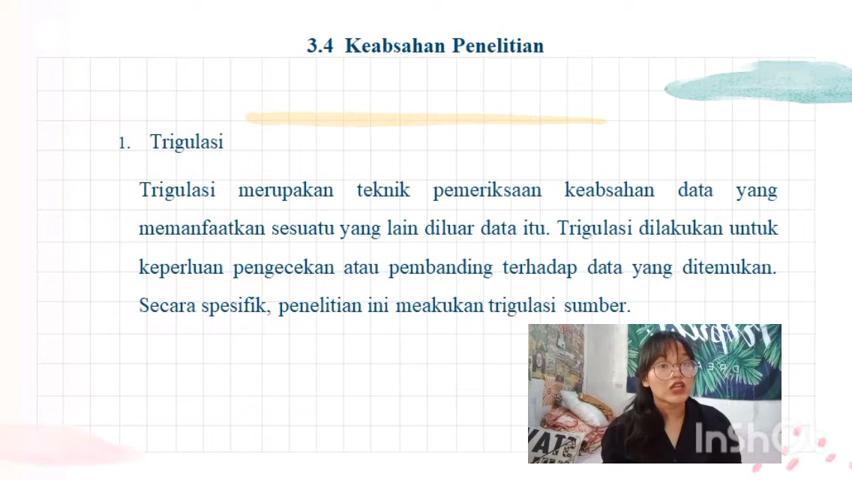 3.4 Keabsahan Penelitian
1. Trigulasi
Trigulasi merupakan teknik pemeriksaan keabsahan data yang
memanfaatkan sesuatu yang lain diluar data itu. Trigulasi dilakukan untuk
keperluan pengecekan atau pembanding terhadap data yang ditemukan.
Secara spesifik, penelitian ini meakukan trigulasi sumber.
InShOt